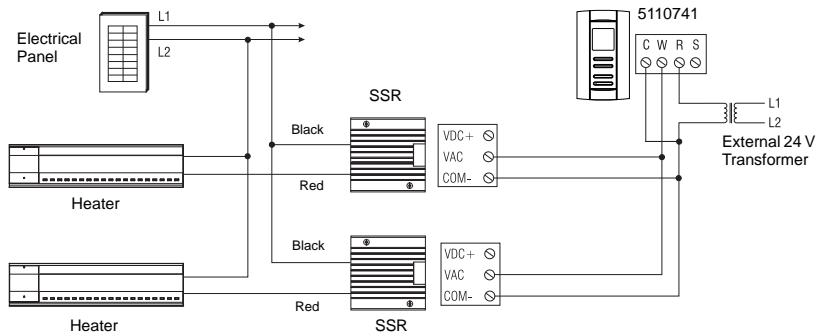 L1
5110741
Electrical
Panel
L2
C W R S
SSR
L1
L2
Black
VDC+
External 24 V
Transformer
VAC
Red
COM-
Heater
Black
VDC+
VAC
Red
COM-
Heater
SSR